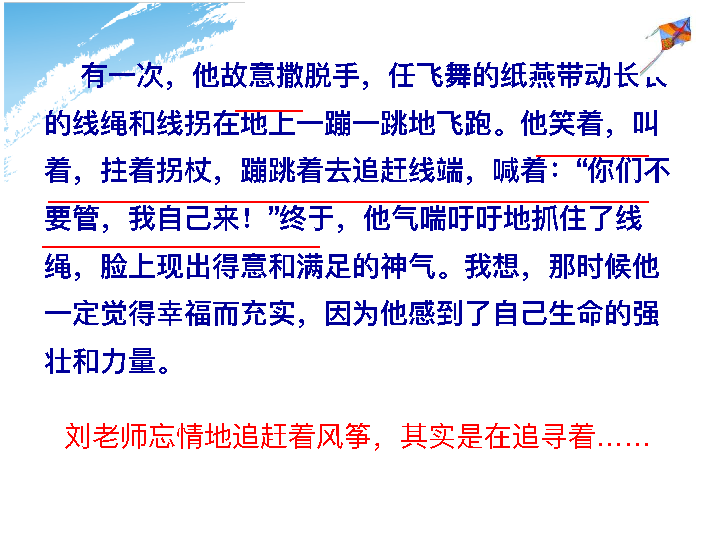 有一次，他故意撒脱手，任飞舞的纸燕带动长长
的线绳和线拐在地上一蹦一跳地飞跑。他笑着，叫
着，拄着拐杖，蹦跳着去追赶线端，喊着：“你们不
要管，我自己来！”终于，他气喘吁吁地抓住了线
绳，脸上现出得意和满足的神气。我想，那时候他
一定觉得幸福而充实，因为他感到了自己生命的强
壮和力量。
刘老师忘情地追赶着风筝，其实是在追寻着……